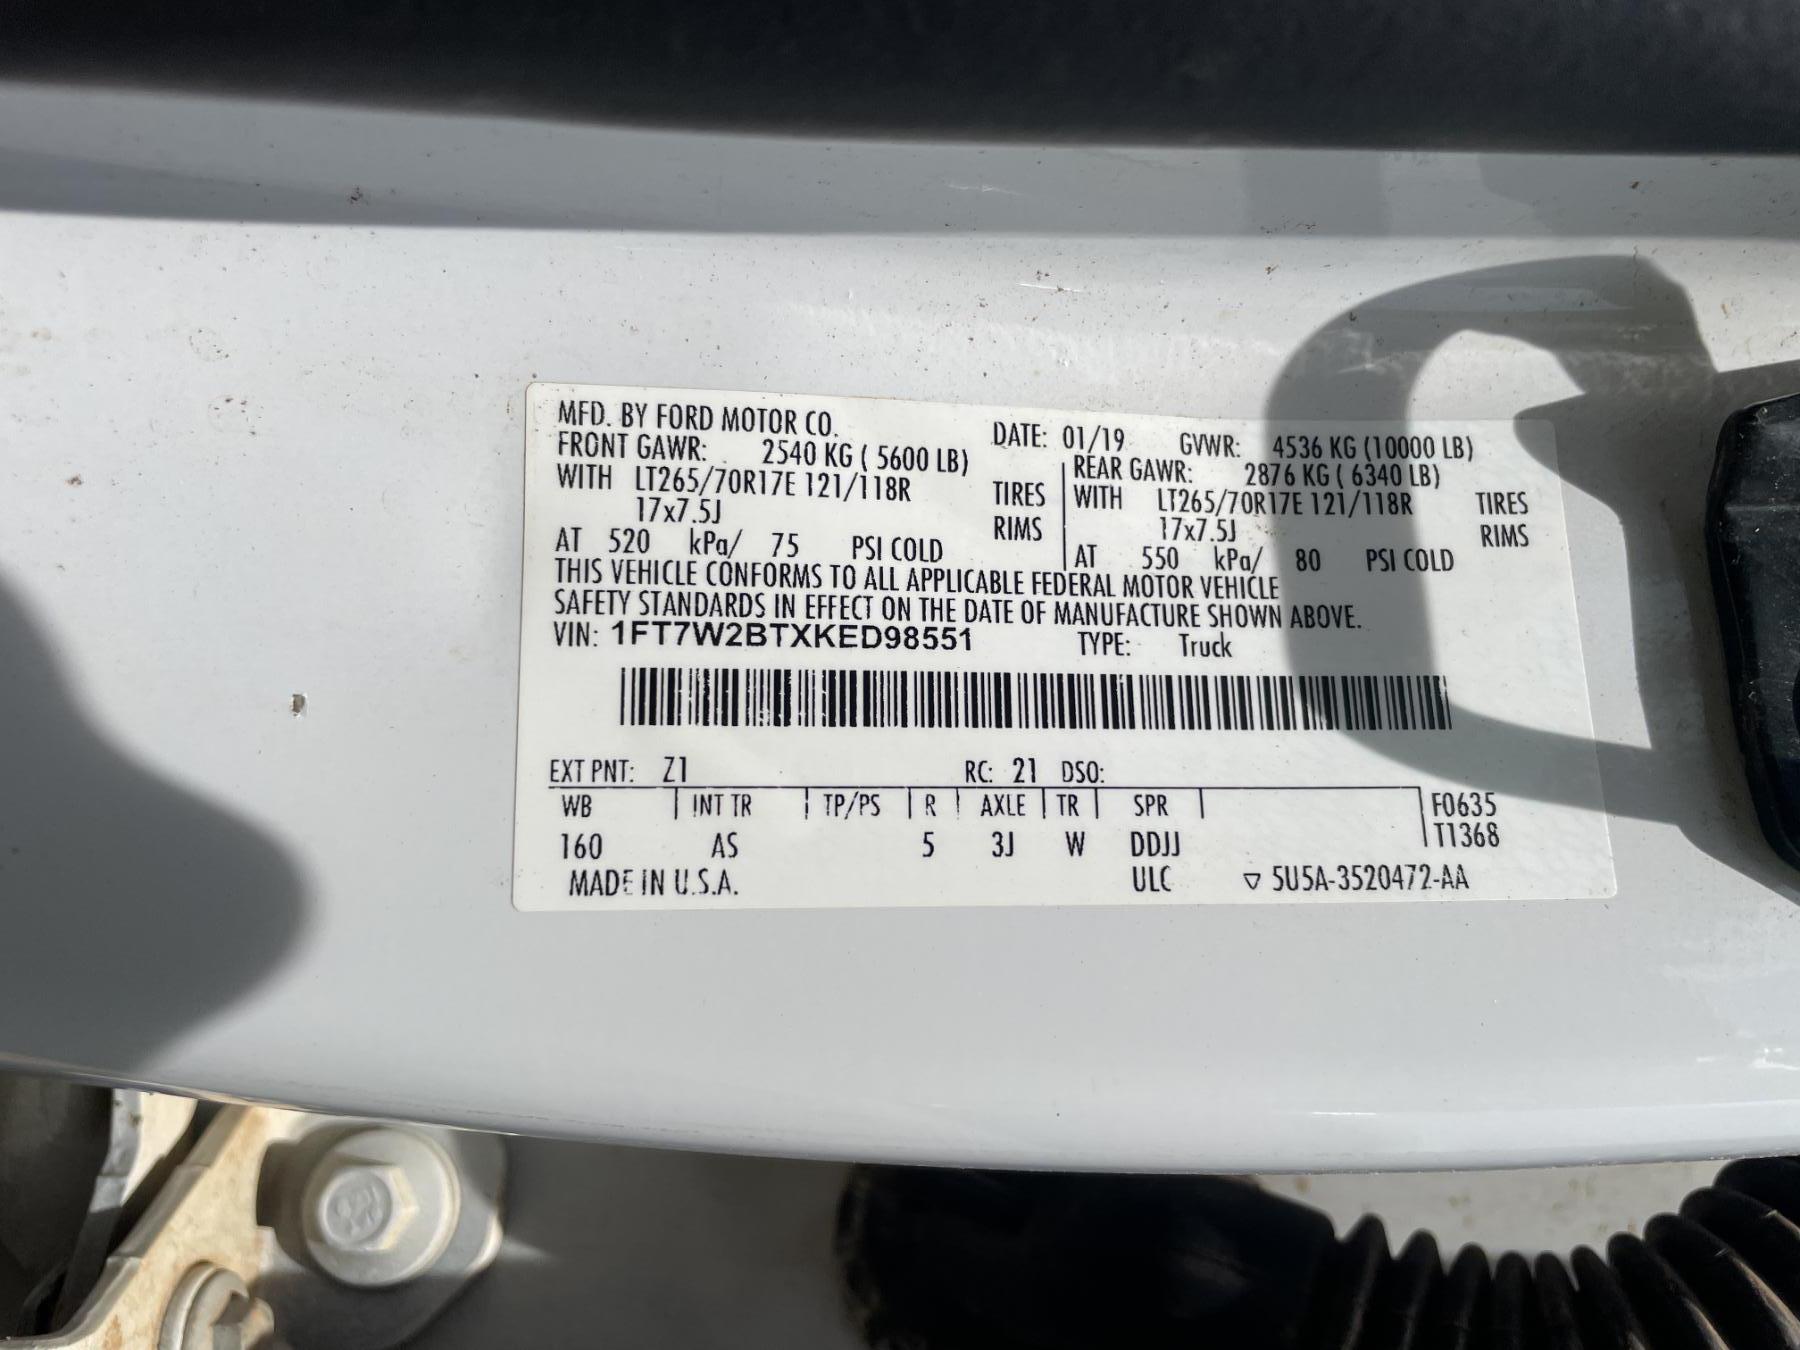 MFD. BY FORD MOTOR CO. DATE: 01/19 GVWR: 4536 KG (10000 LB)
FRONT GAWR: 2540 KG ( 5600 LB) REAR GAWR: 2876 KG ( 6340 LB)
WITH LT265/70R17E 121/118R TIRES WITH LT265/70R17E 121/118R TIRES
17x7.5J RIMS 17x7.5J RIMS
AT 520 kPa/ 75 PSI COLD AT 550 kPa/ 80 PSI COLD
THIS VEHICLE CONFORMS TO ALL APPLICABLE FEDERAL MOTOR VEHICLE
SAFETY STANDARDS IN EFFECT ON THE DATE OF MANUFACTURE SHOWN ABOVE.
VIN: 1FT7W2BTXKED98551 TYPE: Truck
EXT PNT: Z1 RC: 21 DSO:
WB INT TR TP/PS R AXLE TR SPR F0635
T1368
160 AS 5 3J W DDJJ
MADE IN U.S.A. ULC ▽ 5U5A-3520472-AA